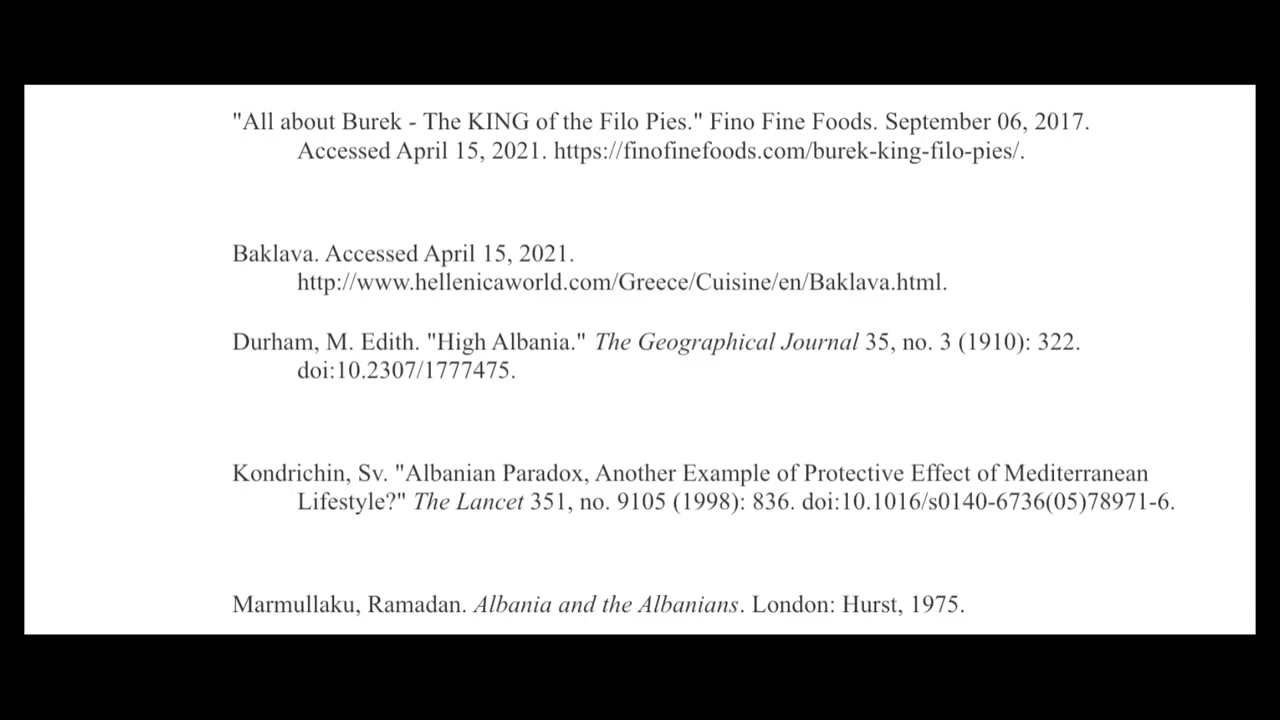 "All about Burek - The KING of the Filo Pies." Fino Fine Foods. September 06, 2017.
Accessed April 15, 2021. https://finofinefoods.com/burek-king-filo-pies/.
Baklava. Accessed April 15, 2021.
http://www.hellenicaworld.com/Greece/Cuisine/en/Baklava.html.
Durham, M. Edith. "High Albania." The Geographical Journal 35, no. 3 (1910): 322.
doi:10.2307/1777475.
Kondrichin, Sv. "Albanian Paradox, Another Example of Protective Effect of Mediterranean
Lifestyle?" The Lancet 351, no. 9105 (1998): 836. doi:10.1016/s0140-6736(05)78971-6.
Marmullaku, Ramadan. Albania and the Albanians. London: Hurst, 1975.